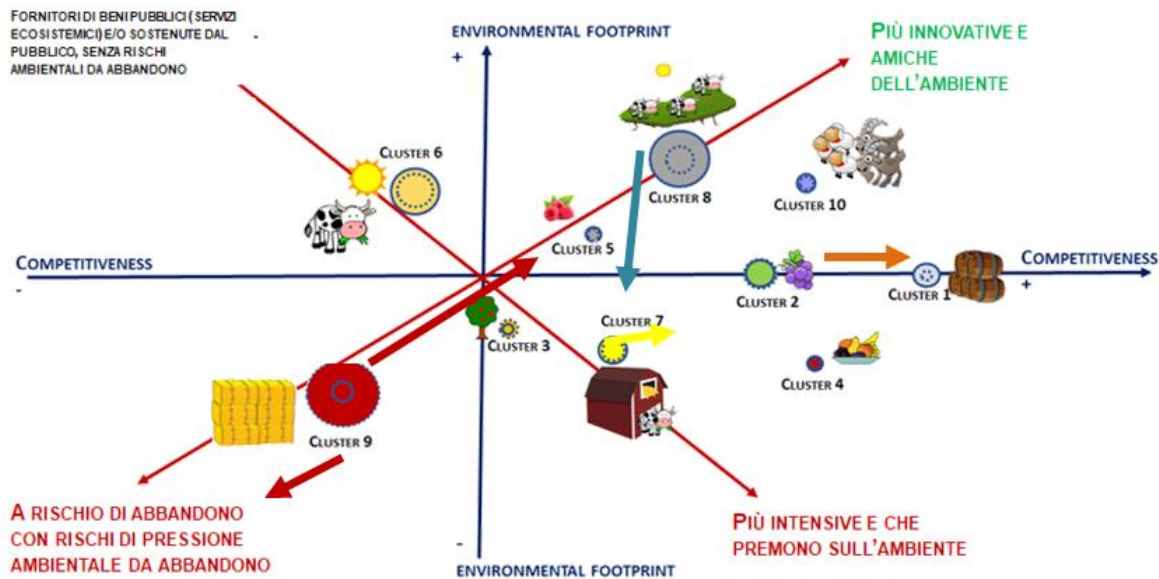 FORNITORI DI BENI PUBBLICI (SERVIZI
ECOSISTEMICI) E/O SOSTENUTE DAL -
PUBBLICO, SENZA RISCHI
AMBIENTALI DA ABBANDONO
ENVIRONMENTAL FOOTPRINT
+
PIÙ INNOVATIVE E
AMICHE
DELL'AMBIENTE
CLUSTER 6
CLUSTER 8
CLUSTER 10
CLUSTER 5
COMPETITIVENESS
-
COMPETITIVENESS
+
CLUSTER 2
CLUSTER 1
CLUSTER 7
CLUSTER 3
CLUSTER 4
CLUSTER 9
A RISCHIO DI ABBANDONO
CON RISCHI DI PRESSIONE
AMBIENTALE DA ABBANDONO
-
ENVIRONMENTAL FOOTPRINT
PIÙ INTENSIVE E CHE
PREMONO SULL'AMBIENTE